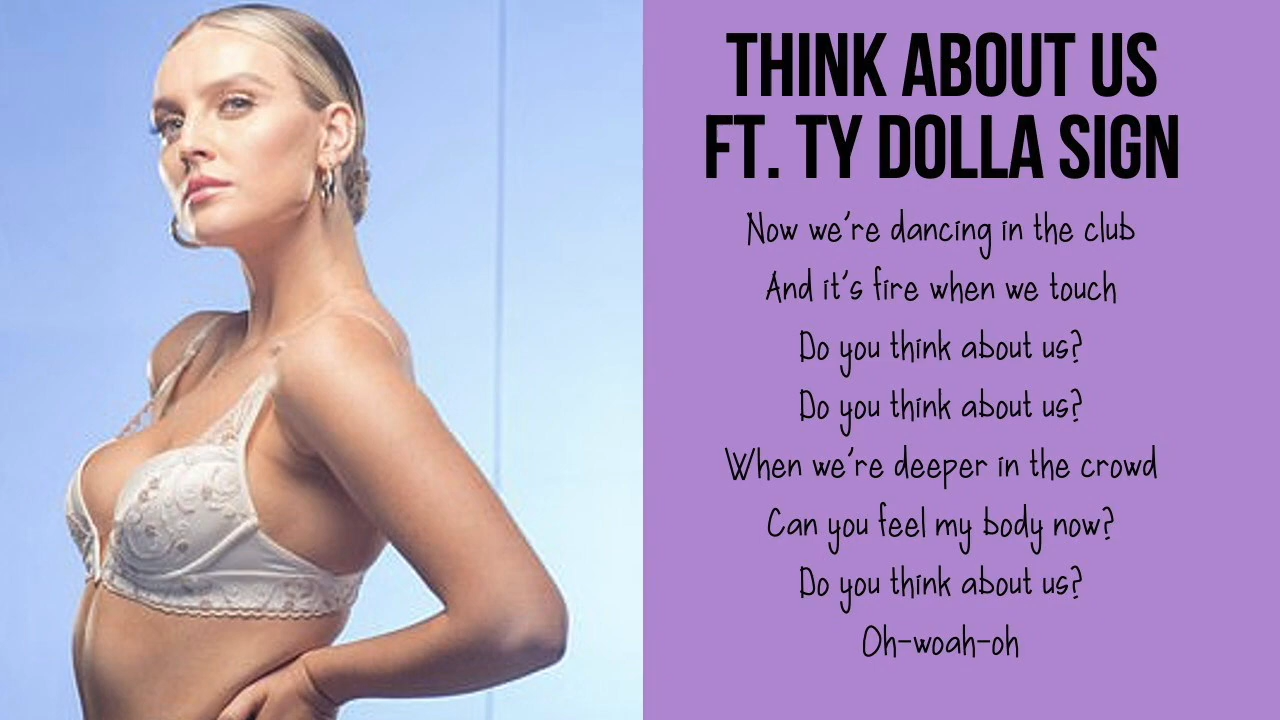 THINK ABOUT US
FT. TY DOLLA SIGN
Now we're dancing in the club
And it's fire when we touch
Do you think about us?
Do you think about us?
When we're deeper in the crowd
Can you feel my body now?
Do you think about us?
Oh-woah-oh